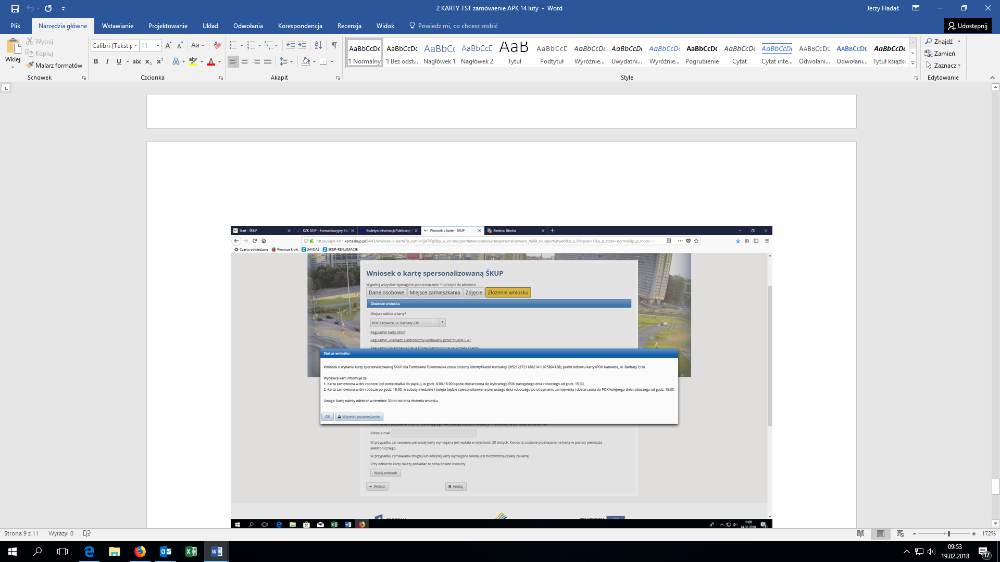 2 KARTY TST zamówienie APK 14 luty - Word
Jerzy Hadaś
Plik Narzędzia główne Wstawianie Projektowanie Układ Odwołania Korespondencja Recenzja Widok Powiedz mi, co chcesz zrobić Udostępnij
Wklej
Wytnij
Kopiuj
Malarz formatów
Schowek
Calibri (Tekst p 11
Czcionka
Akapit
AaBbCcDc AaBbCcDc AaBbCc AaBbCcD AaB AaBbCcD AaBbCcDc AaBbCcDc AaBbCcDc AaBbCcDc AaBbCcDc AaBbCcDc AABBCCDE AABBCCDE AaBbCcDc
¶ Normalny ¶ Bez odst... Nagłówek 1 Nagłówek 2 Tytuł Podtytuł Wyróżnie... Uwydatni... Wyróżnie... Pogrubienie Cytat Cytat inte... Odwołani... Odwołani... Tytuł książki
Style
Znajdź
Zamień
Zaznacz
Edytowanie
Start - ŚKUP KZK GOP - Komunikacyjny Zw Biuletyn Informacji Publicznej Wniosek o kartę - ŚKUP Zimbra: Utwórz
https://apk-tst1.kartaskup.pl:8443/wniosek-o-karte?p_auth=0jA7IPgf&p_p_id=skupportletwniosekokartespersonalizowana_WAR_skupportletweb&p_p_lifecycle=1&p_p_state=normal&p_p_mode=
Często odwiedzane Pierwsze kroki JHADAŚ SKUP-REKLAMACJE
Wniosek o kartę spersonalizowaną ŚKUP
Wypełnij wszystkie wymagane pola oznaczone * i przejdź do płatności.
Dane osobowe Miejsce zamieszkania Zdjęcie Złożenie wniosku
Złożenie wniosku
Miejsce odbioru karty*
POK Katowice, ul. Barbaty 21b
Regulamin karty ŚKUP
Regulamin „Pieniądz Elektroniczny wydawany przez mBank S.A."
Regulamin Świadczenia Usług Drogą Elektroniczną na Portalu Klienta
Status wniosku
Wniosek o wydanie karty spersonalizowanej ŚKUP dla Tomisława Tokenowska został złożony (identyfikator transakcji 2852126721180214110758041​38), punkt odbioru karty:(POK Katowice, ul. Barbaty 21b).
Wydawca kart informuje że:
1. Karta zamówiona w dni robocze (od poniedziałku do piątku), w godz. 8:00-18:00 będzie dostarczona do wybranego POK następnego dnia roboczego od godz. 15:30,
2. Karta zamówiona w dni robocze po godz. 18:00, w soboty, niedziele i święta będzie spersonalizowana pierwszego dnia roboczego po otrzymaniu zamówienia i dostarczona do POK kolejnego dnia roboczego od godz. 15:30.
Uwaga: kartę należy odebrać w terminie 30 dni od dnia złożenia wniosku.
OK Wyświetl potwierdzenie
Adres e-mail
W przypadku zamawiania pierwszej karty wymagana jest wpłata w wysokości 20 złotych. Kwota ta zostanie przekazana na kartę w postaci pieniądza
elektronicznego.
W przypadku zamawiania drugiej lub kolejnej karty wymagana kwota jest bezzwrotną opłatą za kartę.
Przy odbiorze karty należy posiadać ze sobą dowód osobisty.
Wyślij wniosek
Wstecz Anuluj
11:08
14.02.2018
Strona 9 z 11 Wyrazy: 0
172%
09:53
19.02.2018
17